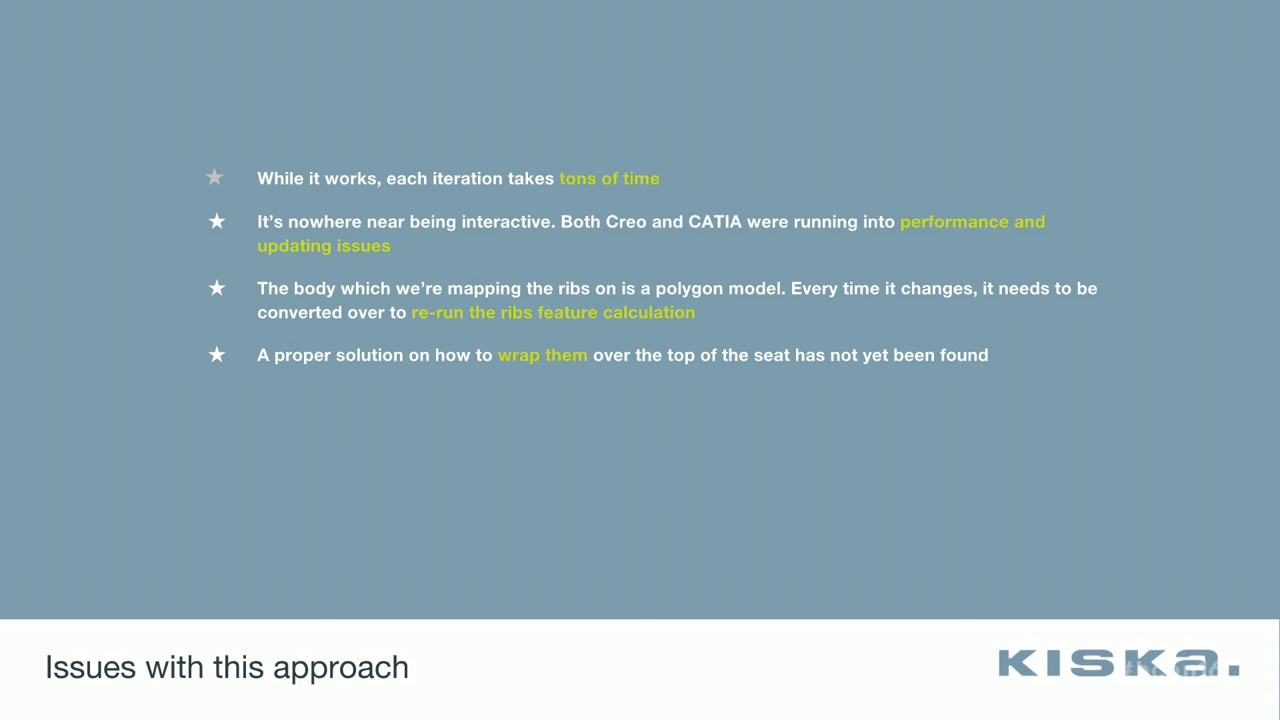 While it works, each iteration takes tons of time
It’s nowhere near being interactive. Both Creo and CATIA were running into performance and
updating issues
The body which we’re mapping the ribs on is a polygon model. Every time it changes, it needs to be
converted over to re-run the ribs feature calculation
A proper solution on how to wrap them over the top of the seat has not yet been found
Issues with this approach
KISKA.